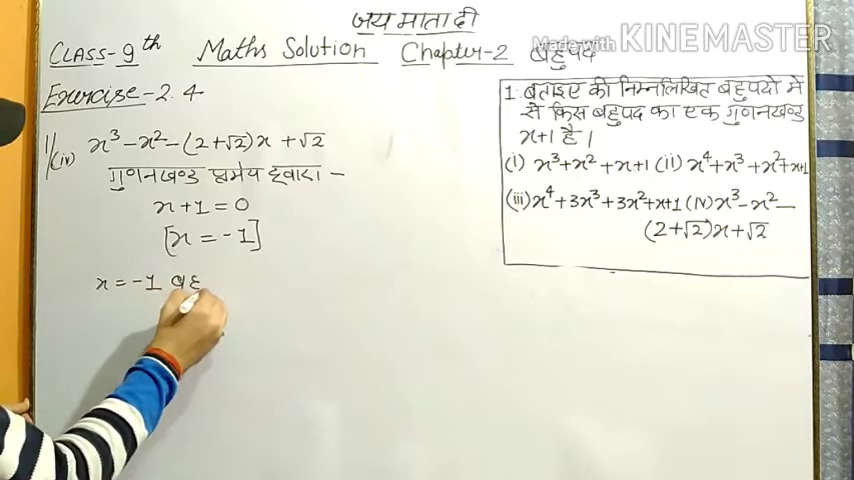 जय माता दी
CLASS-9th Maths Solution Chapter-2 बहुपद
Made with KINEMASTER
Exercise-2.4
1/(iv) x³-x²-(2+√2)x+√2
गुणनखण्ड प्रमेय द्वारा -
x+1=0
[x=-1]
x=-1 बह
1. बताइए की निम्नलिखित बहुपदो मे
से किस बहुपद का एक गुणनखण्ड
x+1 है।
(i) x³+x²+x+1 (ii) x⁴+x³+x²+x+1
(iii) x⁴+3x³+3x²+x+1 (iv) x³-x²-
(2+√2)x+√2